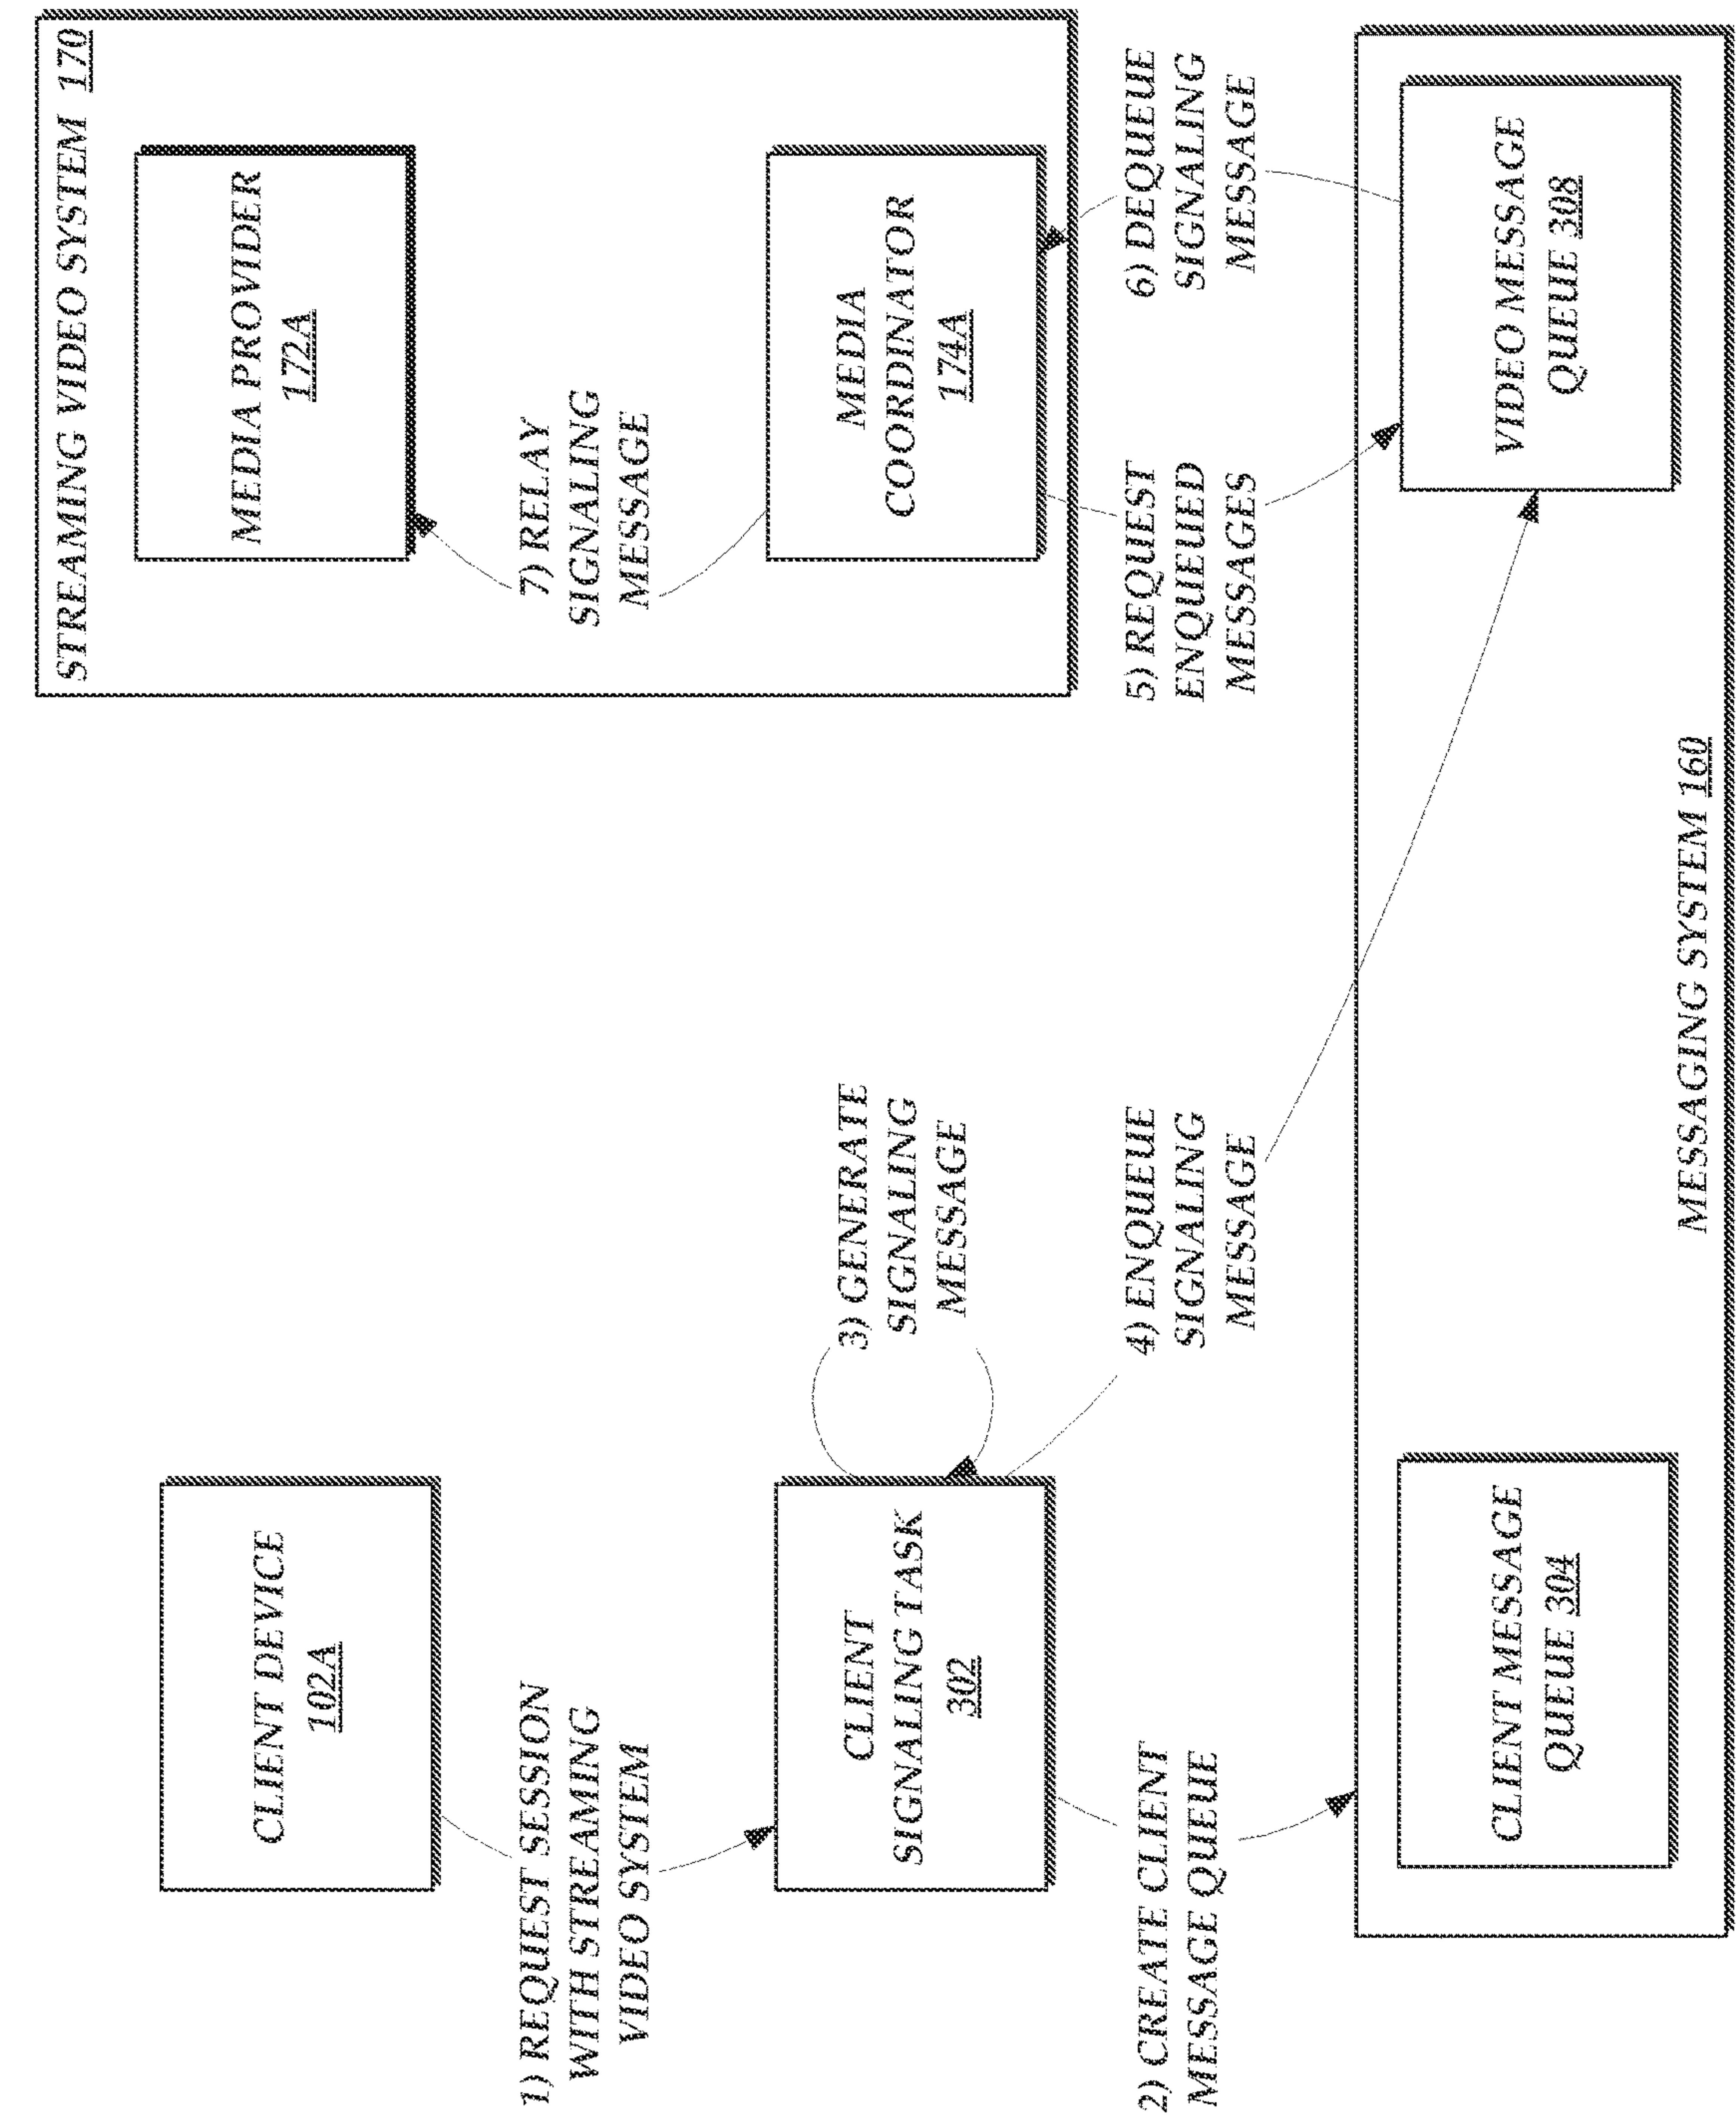 CLIENT DEVICE
102A
1) REQUEST SESSION
WITH STREAMING
VIDEO SYSTEM
CLIENT
SIGNALING TASK
302
2) CREATE CLIENT
MESSAGE QUEUE
3) GENERATE
SIGNALING
MESSAGE
4) ENQUEUE
SIGNALING
MESSAGE
CLIENT MESSAGE
QUEUE 304
MESSAGING SYSTEM 160
STREAMING VIDEO SYSTEM 170
MEDIA PROVIDER
172A
7) RELAY
SIGNALING
MESSAGE
MEDIA
COORDINATOR
174A
5) REQUEST
ENQUEUED
MESSAGES
6) DEQUEUE
SIGNALING
MESSAGE
VIDEO MESSAGE
QUEUE 308